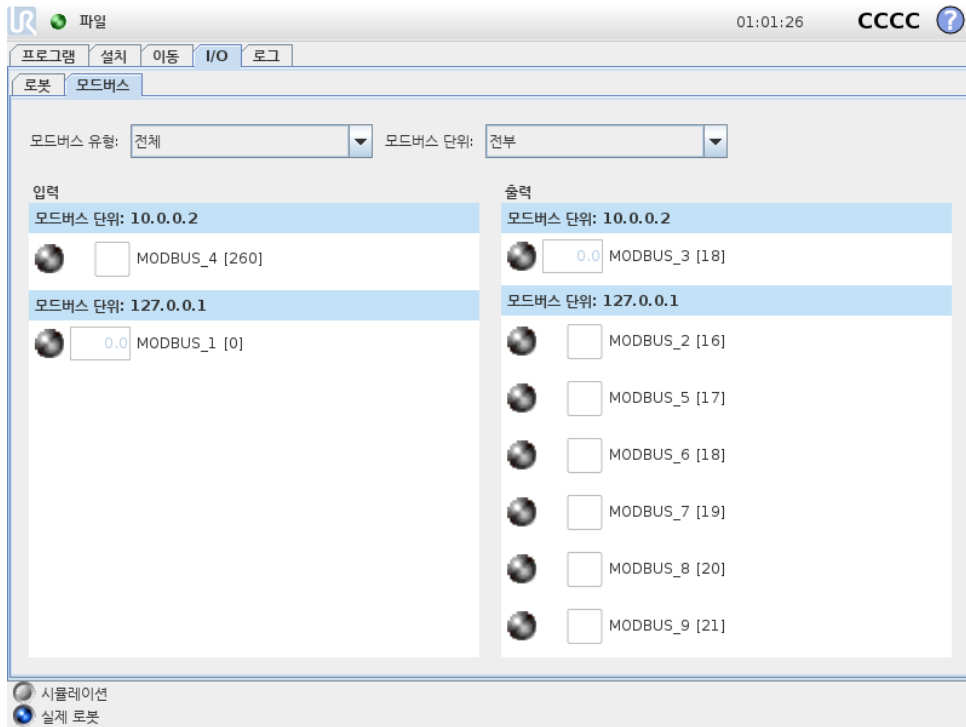 UR 파일 01:01:26 CCCC ?
프로그램 설치 이동 I/O 로그
로봇 모드버스
모드버스 유형: 전체 모드버스 단위: 전부
입력
모드버스 단위: 10.0.0.2
MODBUS_4 [260]
모드버스 단위: 127.0.0.1
0.0 MODBUS_1 [0]
출력
모드버스 단위: 10.0.0.2
0.0 MODBUS_3 [18]
모드버스 단위: 127.0.0.1
MODBUS_2 [16]
MODBUS_5 [17]
MODBUS_6 [18]
MODBUS_7 [19]
MODBUS_8 [20]
MODBUS_9 [21]
시뮬레이션
실제 로봇